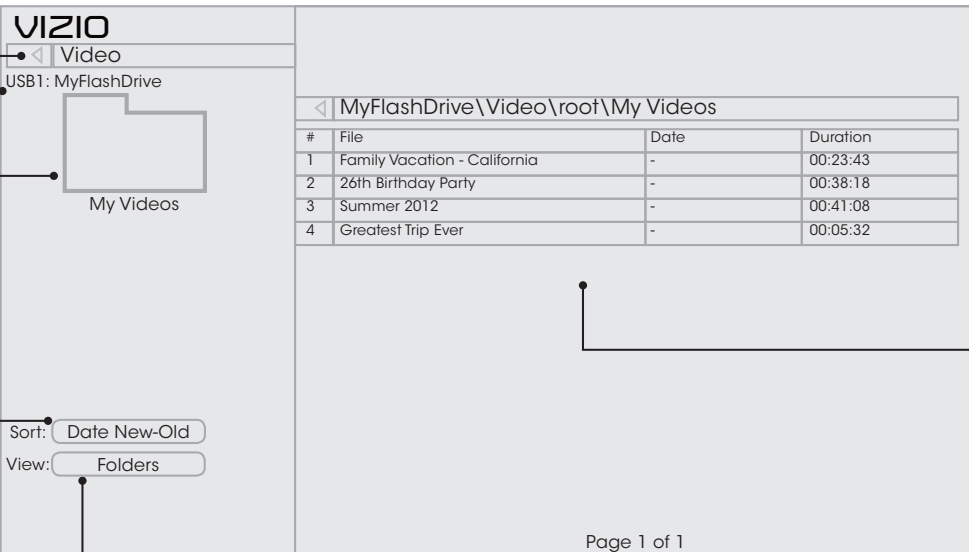 VIZIO
Video
USB1: MyFlashDrive
My Videos
Sort: Date New-Old
View: Folders
MyFlashDrive\Video\root\My Videos
# File Date Duration
1 Family Vacation - California - 00:23:43
2 26th Birthday Party - 00:38:18
3 Summer 2012 - 00:41:08
4 Greatest Trip Ever - 00:05:32
Page 1 of 1